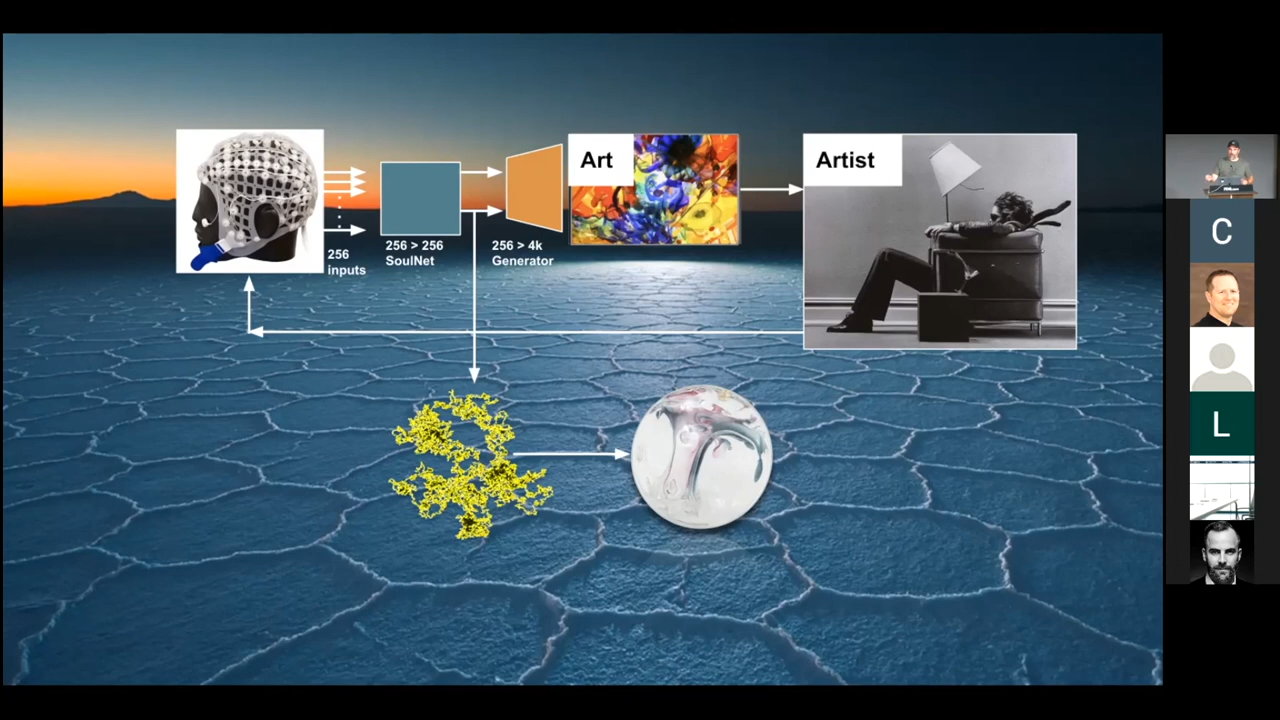 256
inputs
256 > 256
SoulNet
256 > 4k
Generator
Art
Artist
C
L